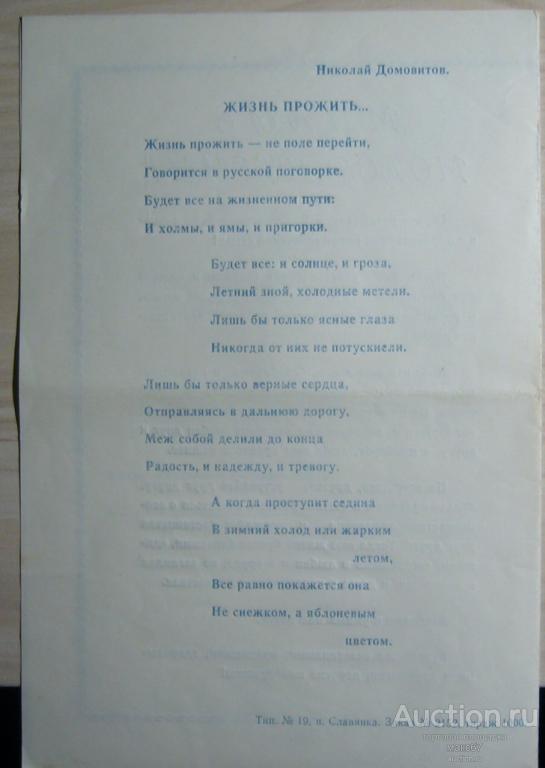 Николай Домовитов.
ЖИЗНЬ ПРОЖИТЬ...
Жизнь прожить — не поле перейти,
Говорится в русской поговорке.
Будет все на жизненном пути:
И холмы, и ямы, и пригорки.
Будет все: и солнце, и гроза,
Летний зной, холодные метели.
Лишь бы только ясные глаза
Никогда от них не потускнели.
Лишь бы только верные сердца,
Отправляясь в дальнюю дорогу,
Меж собой делили до конца
Радость, и надежду, и тревогу.
А когда проступит седина
В зимний холод или жарким
летом,
Все равно покажется она
Не снежком, а яблоневым
цветом.
Тип. № 19, п. Славянка.
Auction.ru
торговая площадка
auction.ru